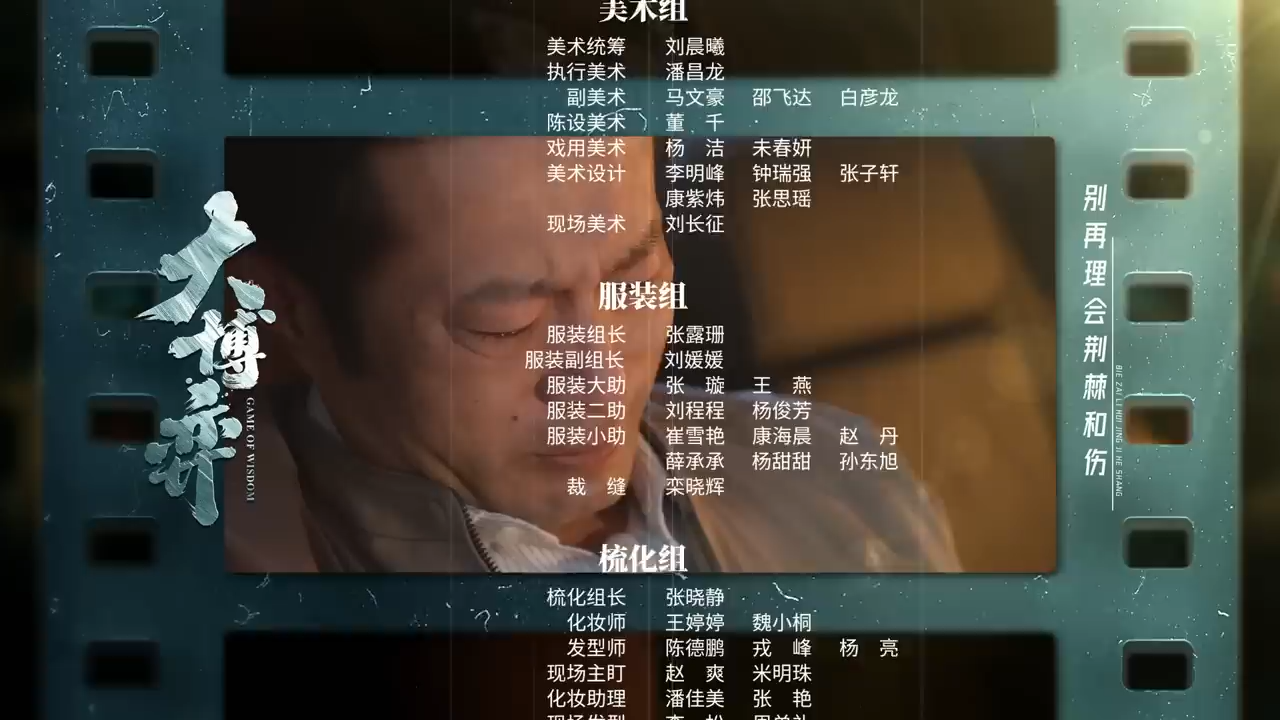 美术组
美术统筹 刘晨曦
执行美术 潘昌龙
副美术 马文豪 邵飞达 白彦龙
陈设美术 董 千
戏用美术 杨 洁 未春妍
美术设计 李明峰 钟瑞强 张子轩
康紫炜 张思瑶
现场美术 刘长征
服装组
服装组长 张露珊
服装副组长 刘媛媛
服装大助 张 璇 王 燕
服装二助 刘程程 杨俊芳
服装小助 崔雪艳 康海晨 赵 丹
薛承承 杨甜甜 孙东旭
裁 缝 栾晓辉
梳化组
梳化组长 张晓静
化妆师 王婷婷 魏小桐
发型师 陈德鹏 戎 峰 杨 亮
现场主盯 赵 爽 米明珠
化妆助理 潘佳美 张 艳
大博弈
GAME OF WISDOM
别再理会荆棘和伤
BIE ZAI LI HUI JING JI HE SHANG